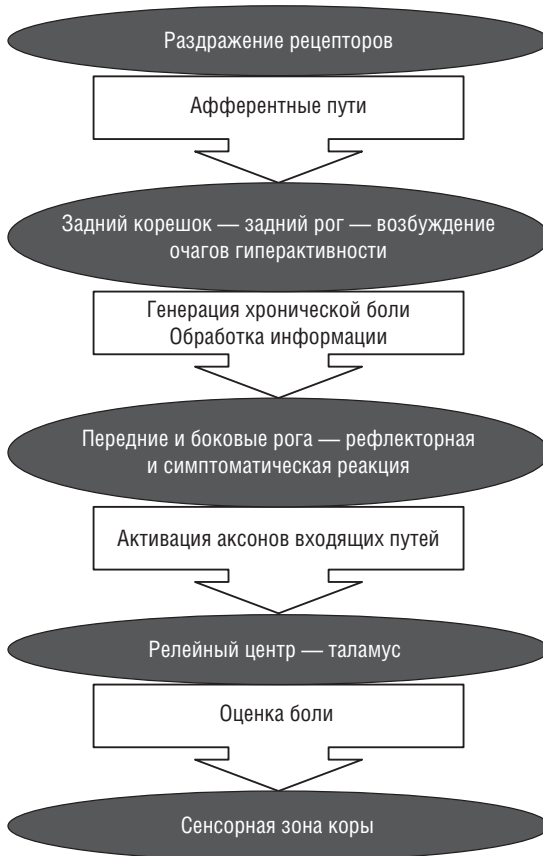 Раздражение рецепторов
Афферентные пути
Задний корешок — задний рог — возбуждение
очагов гиперактивности
Генерация хронической боли
Обработка информации
Передние и боковые рога — рефлекторная
и симптоматическая реакция
Активация аксонов входящих путей
Релейный центр — таламус
Оценка боли
Сенсорная зона коры